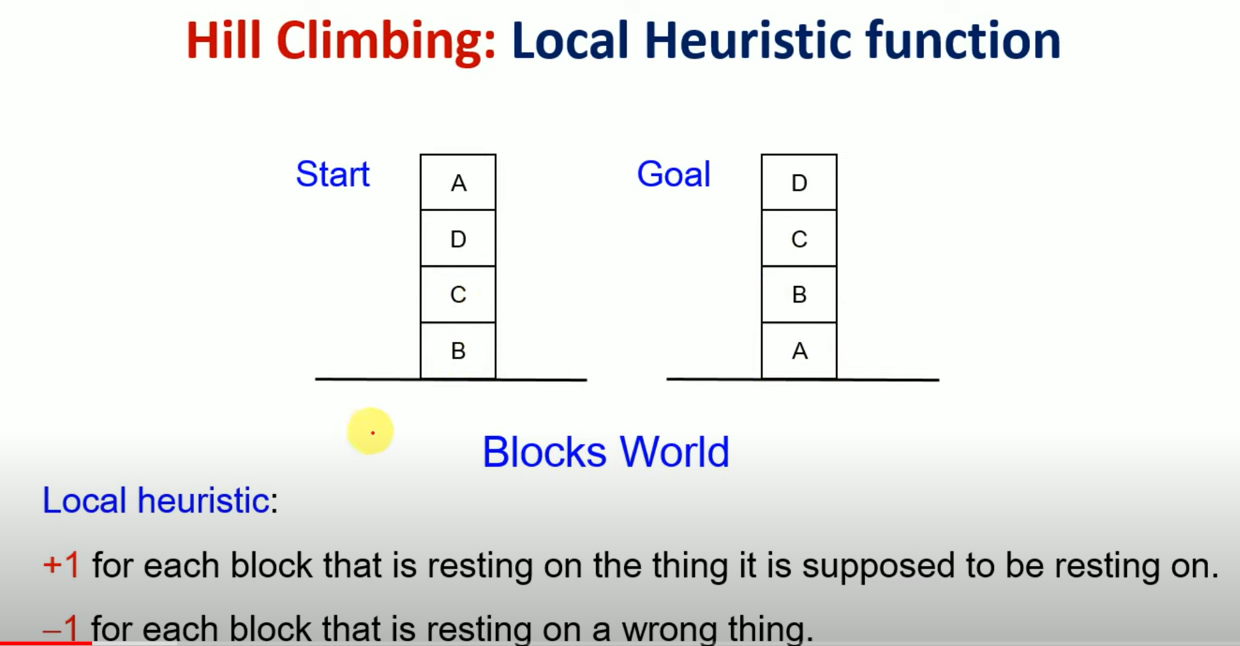 Hill Climbing: Local Heuristic function
Start
A
D
C
B
Goal
D
C
B
A
Blocks World
Local heuristic:
+1 for each block that is resting on the thing it is supposed to be resting on.
–1 for each block that is resting on a wrong thing.